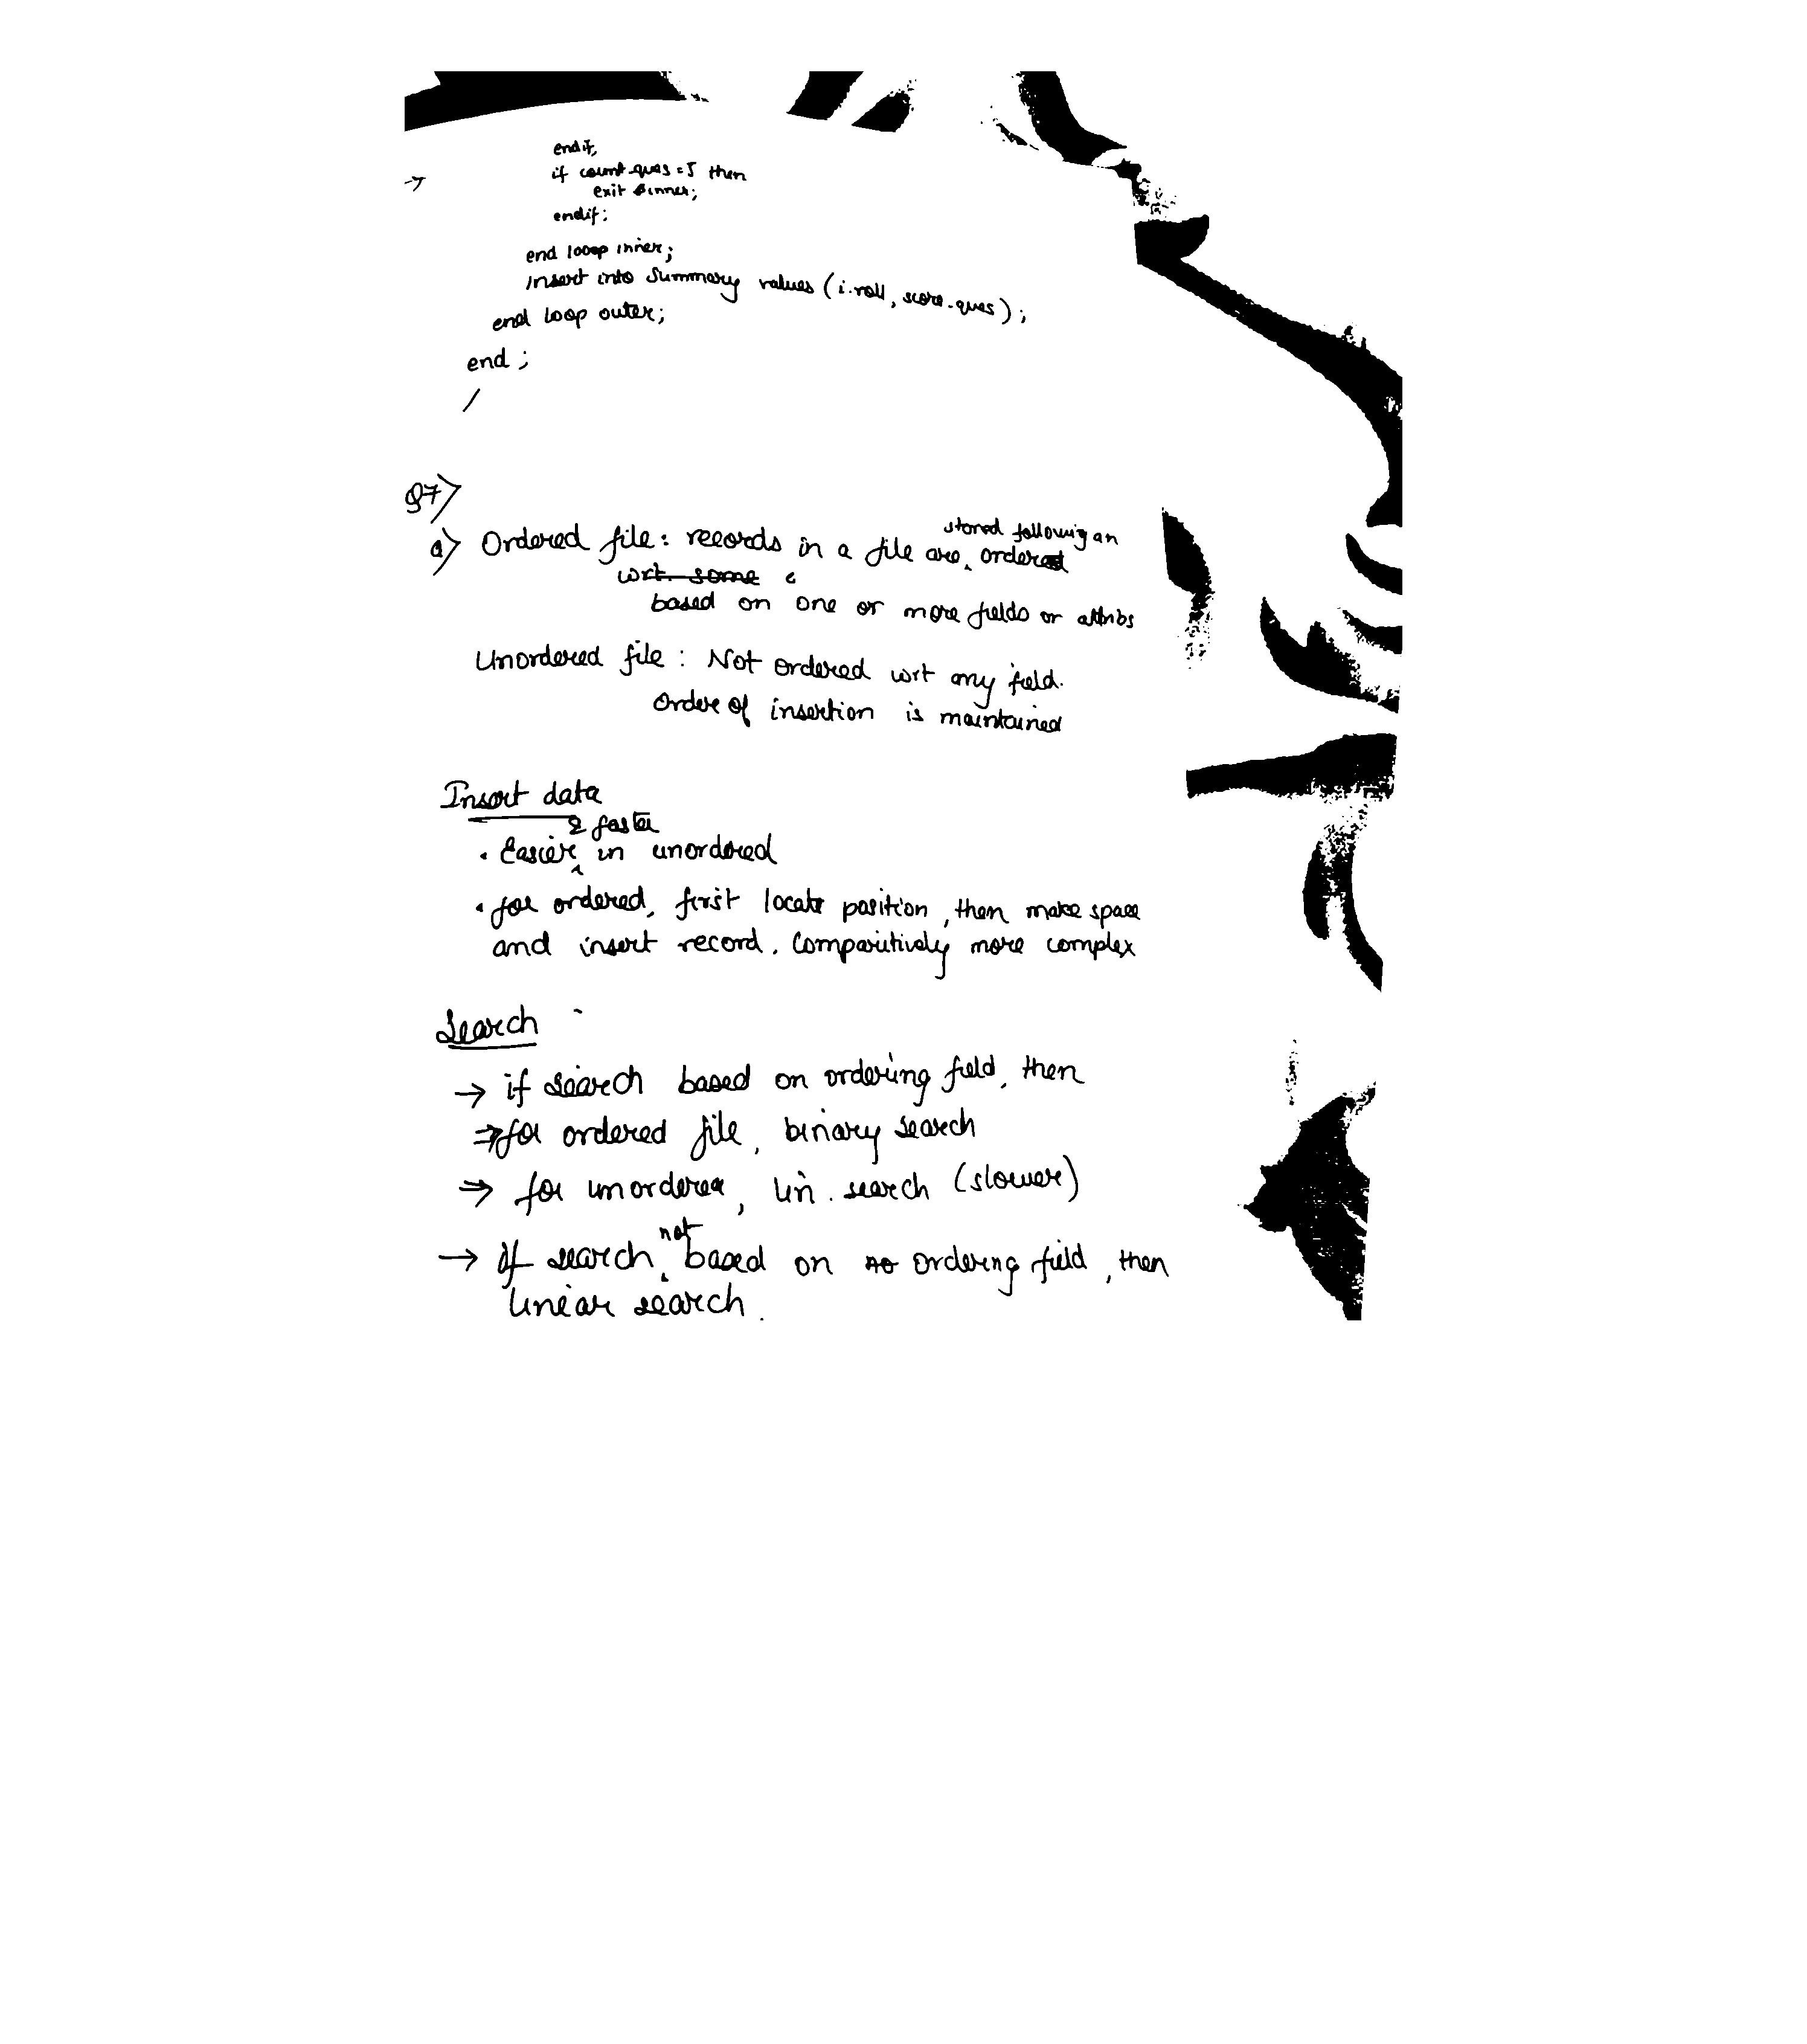 endif;
if count_ques = 5 then
exit inner;
endif;
end looop inner;
insert into Summary values (i.roll, score_ques);
end loop outer;
end;
/
Q7)
a) Ordered file: records in a file are stored following an order
wrt. some
based on one or more fields or attribs
Unordered file: Not ordered wrt any field.
Order of insertion is maintained
Insert data
• Easier & faster in unordered
• for ordered, first locate position, then make space
and insert record. Comparitively more complex
Search
→ if search based on ordering field, then
⇒ for ordered file, binary search
⇒ for unordered, lin. search (slower)
→ if search not based on no ordering field, then
linear search.